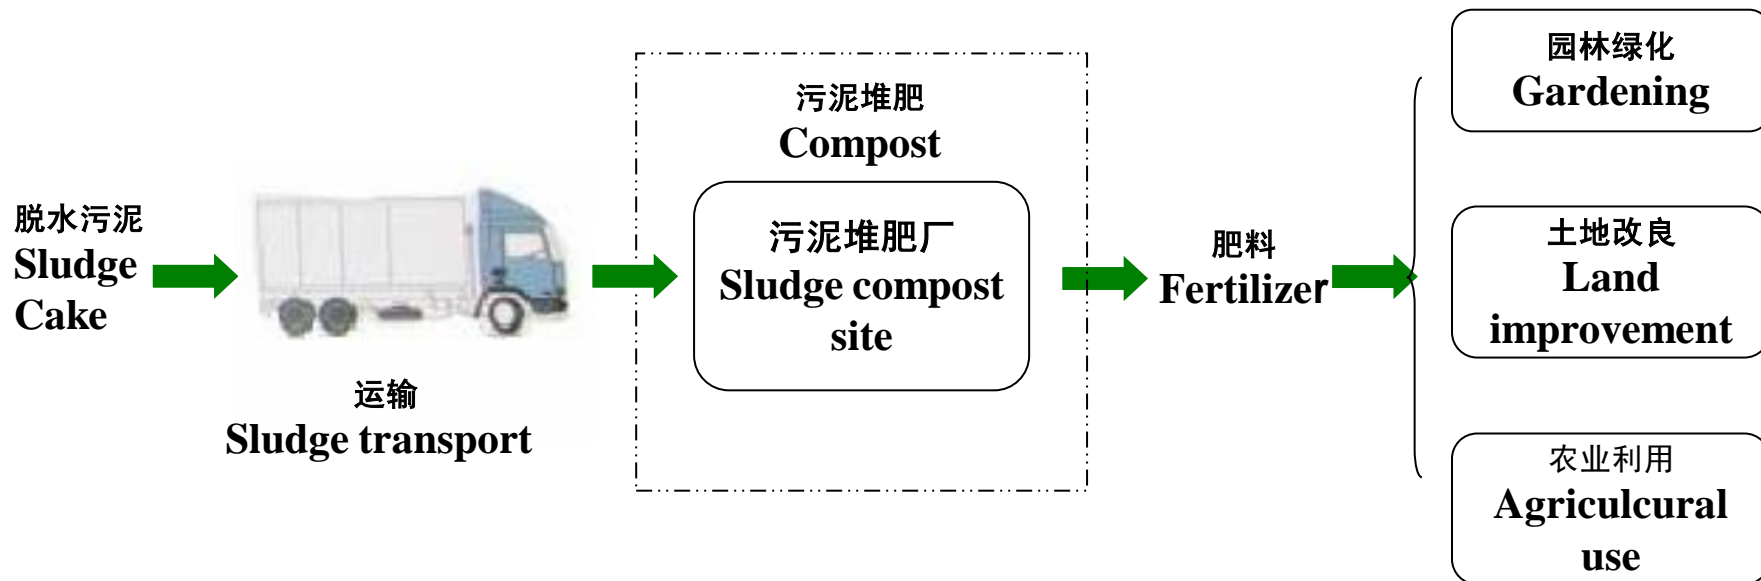 脱水污泥
Sludge
Cake
运输
Sludge transport
污泥堆肥
Compost
污泥堆肥厂
Sludge compost
site
肥料
Fertilizer
园林绿化
Gardening
土地改良
Land
improvement
农业利用
Agriculcural
use